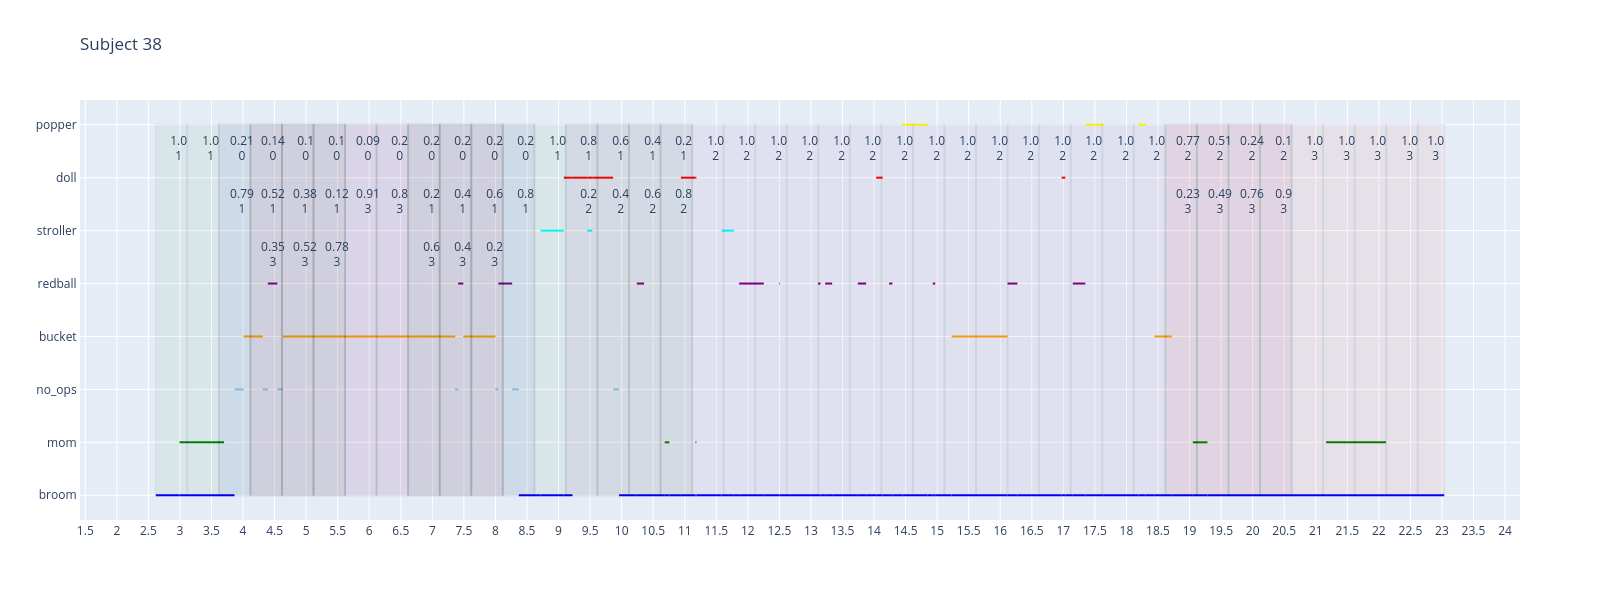 Subject 38
popper
1.0 1.0 0.21 0.14 0.1 0.1 0.09 0.2 0.2 0.2 0.2 0.2 1.0 0.8 0.6 0.4 0.2 1.0 1.0 1.0 1.0 1.0 1.0 1.0 1.0 1.0 1.0 1.0 1.0 1.0 1.0 1.0 0.77 0.51 0.24 0.1 1.0 1.0 1.0 1.0 1.0
1 1 0 0 0 0 0 0 0 0 0 0 1 1 1 1 1 2 2 2 2 2 2 2 2 2 2 2 2 2 2 2 2 2 2 2 3 3 3 3 3
doll
0.79 0.52 0.38 0.12 0.91 0.8 0.2 0.4 0.6 0.8 0.2 0.4 0.6 0.8 0.23 0.49 0.76 0.9
1 1 1 1 3 3 1 1 1 1 2 2 2 2 3 3 3 3
stroller
0.35 0.52 0.78 0.6 0.4 0.2
3 3 3 3 3 3
redball
bucket
no_ops
mom
broom
1.5 2 2.5 3 3.5 4 4.5 5 5.5 6 6.5 7 7.5 8 8.5 9 9.5 10 10.5 11 11.5 12 12.5 13 13.5 14 14.5 15 15.5 16 16.5 17 17.5 18 18.5 19 19.5 20 20.5 21 21.5 22 22.5 23 23.5 24